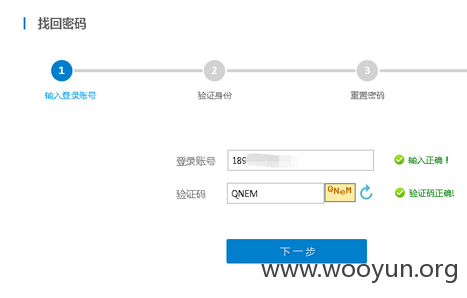 找回密码
1 2 3
输入登录账号 验证身份 重置密码
登录账号 189 输入正确！
验证码 QNEM QNeM 验证码正确!
下一步
www.wooyun.org